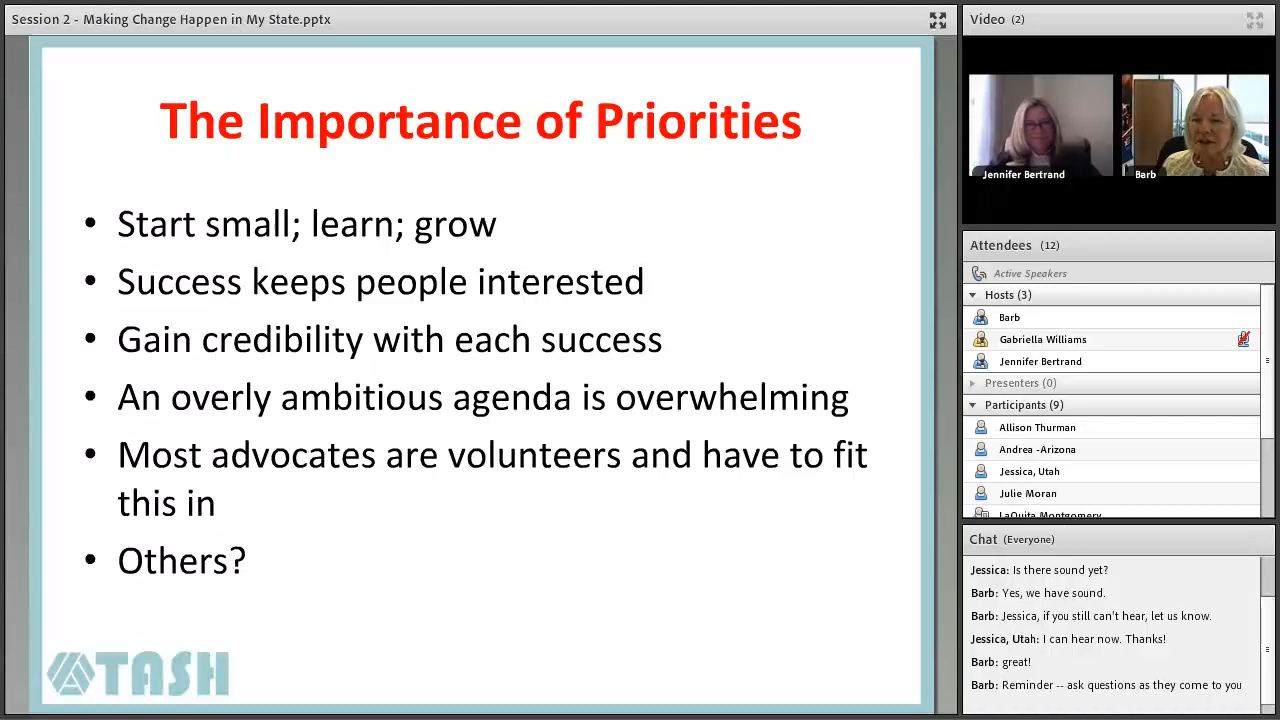 Session 2 - Making Change Happen in My State.pptx
The Importance of Priorities
• Start small; learn; grow
• Success keeps people interested
• Gain credibility with each success
• An overly ambitious agenda is overwhelming
• Most advocates are volunteers and have to fit
this in
• Others?
TASH
Video (2)
Jennifer Bertrand
Barb
Attendees (12)
Active Speakers
Hosts (3)
Barb
Gabriella Williams
Jennifer Bertrand
Presenters (0)
Participants (9)
Allison Thurman
Andrea -Arizona
Jessica, Utah
Julie Moran
LaQuita Montgomery
Chat (Everyone)
Jessica: Is there sound yet?
Barb: Yes, we have sound.
Barb: Jessica, if you still can't hear, let us know.
Jessica, Utah: I can hear now. Thanks!
Barb: great!
Barb: Reminder -- ask questions as they come to you